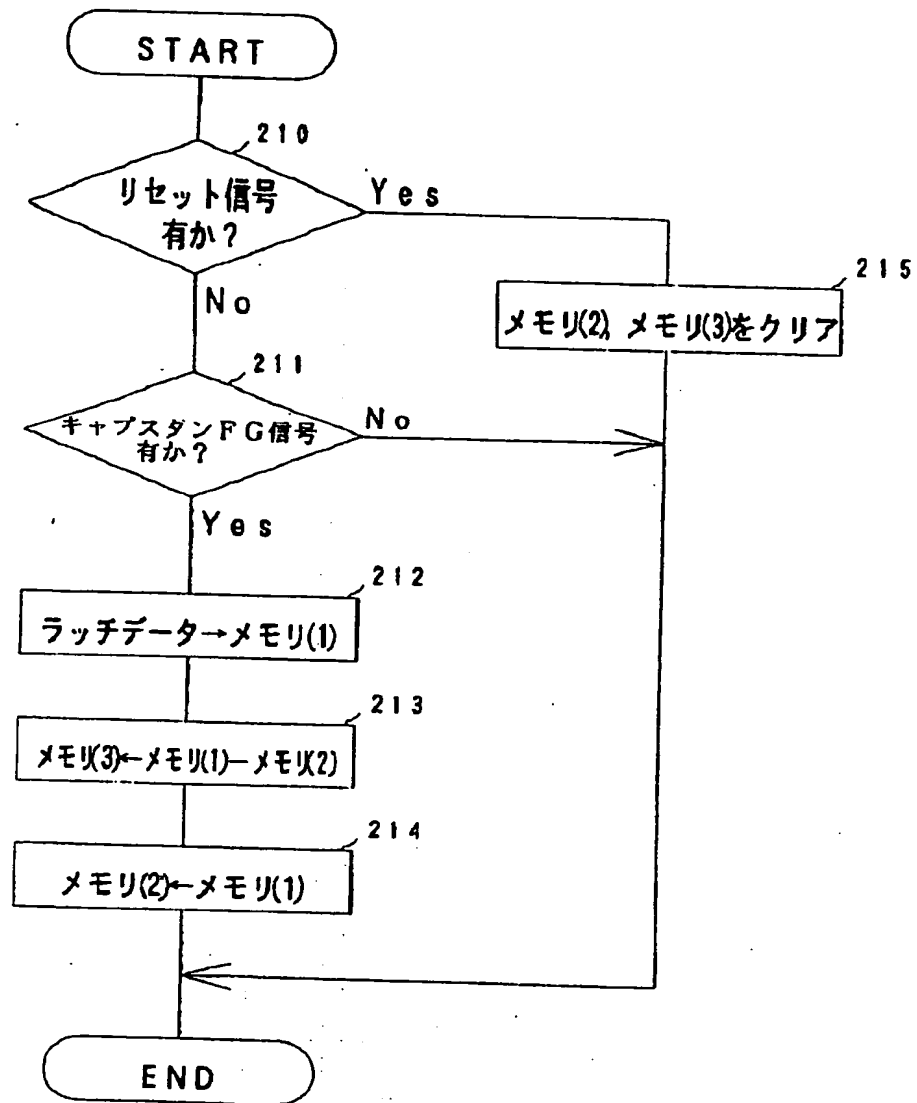 START
210
リセット信号
有か?
Yes
No
215
メモリ(2), メモリ(3)をクリア
211
キャプスダンFG信号
有か?
No
Yes
212
ラッチデータ→メモリ(1)
213
メモリ(3)←メモリ(1)−メモリ(2)
214
メモリ(2)←メモリ(1)
END